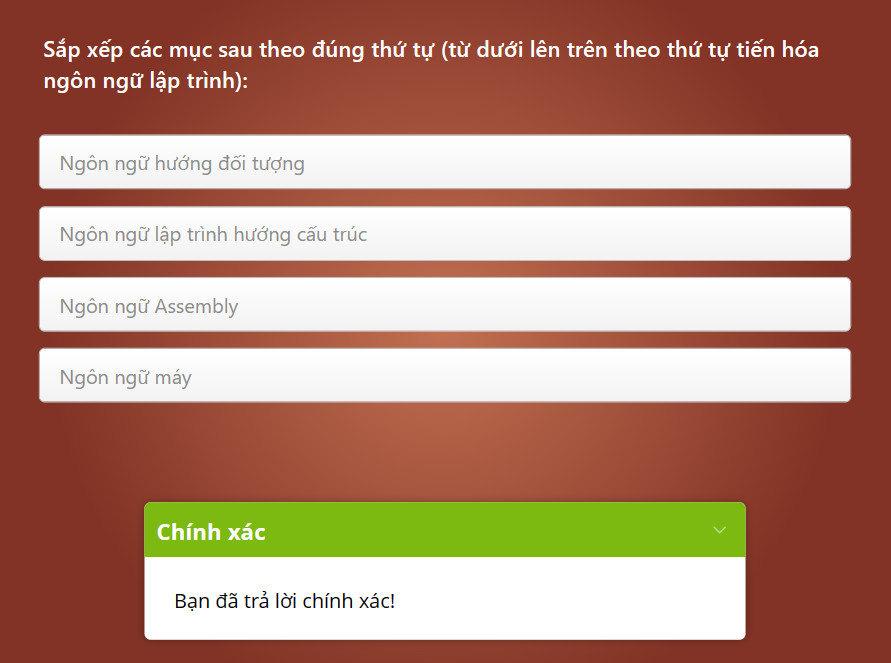 Sắp xếp các mục sau theo đúng thứ tự (từ dưới lên trên theo thứ tự tiến hóa
ngôn ngữ lập trình):
Ngôn ngữ hướng đối tượng
Ngôn ngữ lập trình hướng cấu trúc
Ngôn ngữ Assembly
Ngôn ngữ máy
Chính xác
Bạn đã trả lời chính xác!